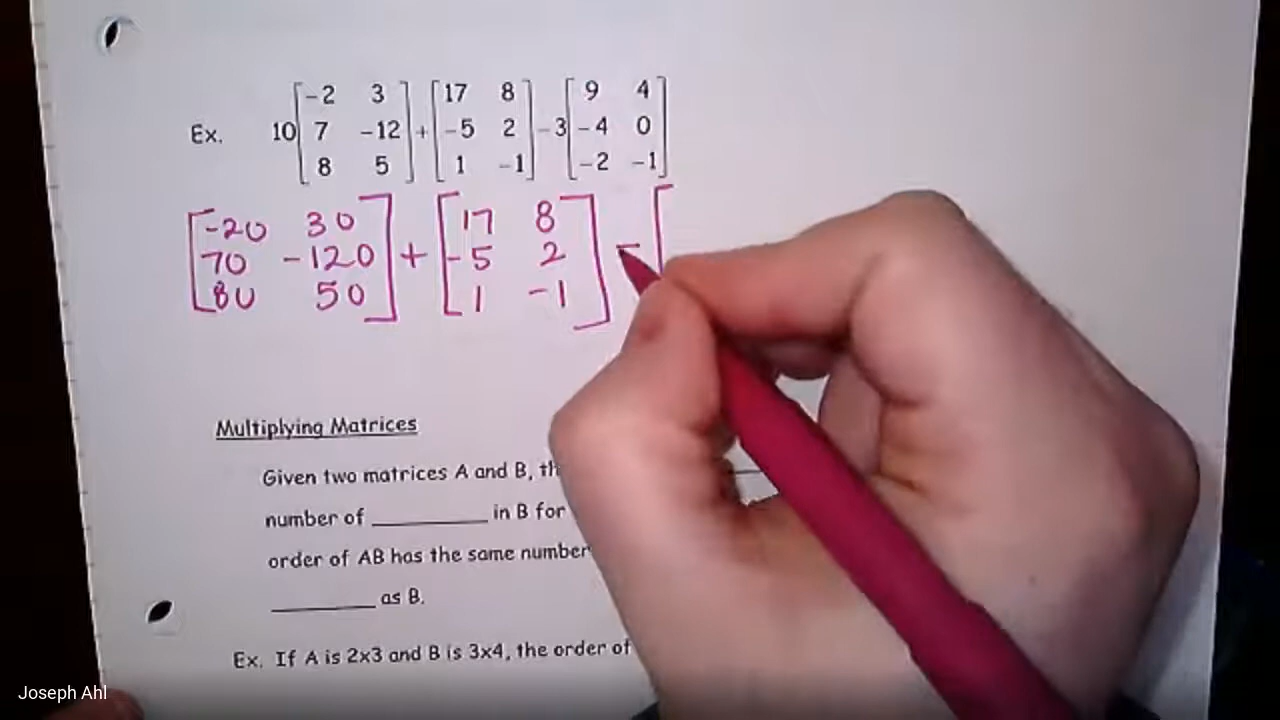 -2 3 17 8 9 4
Ex. 10 7 -12 + -5 2 -3 -4 0
8 5 1 -1 -2 -1
-20 30 17 8
70 -120 + -5 2 -
80 50 1 -1
Multiplying Matrices
Given two matrices A and B,
number of __________ in B for
order of AB has the same number
__________ as B.
Ex. If A is 2x3 and B is 3x4, the order of
Joseph Ahl